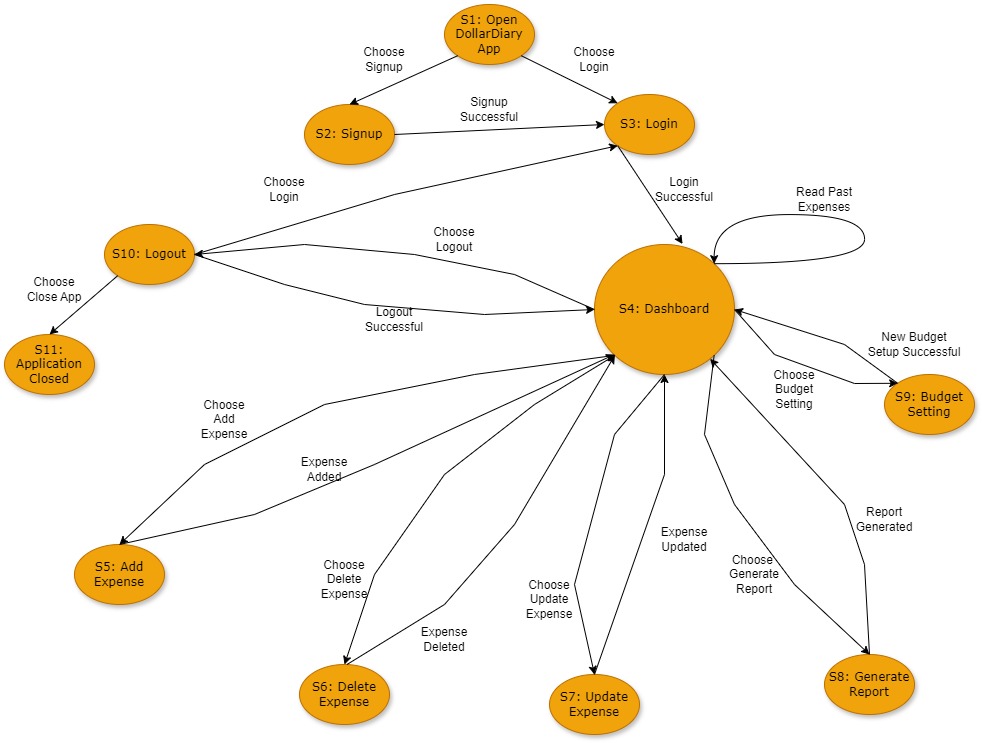 S1: Open
DollarDiary
App
Choose
Signup
Choose
Login
S2: Signup
Signup
Successful
S3: Login
Choose
Login
Login
Successful
Read Past
Expenses
S10: Logout
Choose
Logout
Choose
Close App
Logout
Successful
S4: Dashboard
S11:
Application
Closed
New Budget
Setup Successful
Choose
Budget
Setting
S9: Budget
Setting
Choose
Add
Expense
Expense
Added
S5: Add
Expense
Choose
Delete
Expense
Expense
Deleted
S6: Delete
Expense
Choose
Update
Expense
Expense
Updated
S7: Update
Expense
Choose
Generate
Report
Report
Generated
S8: Generate
Report